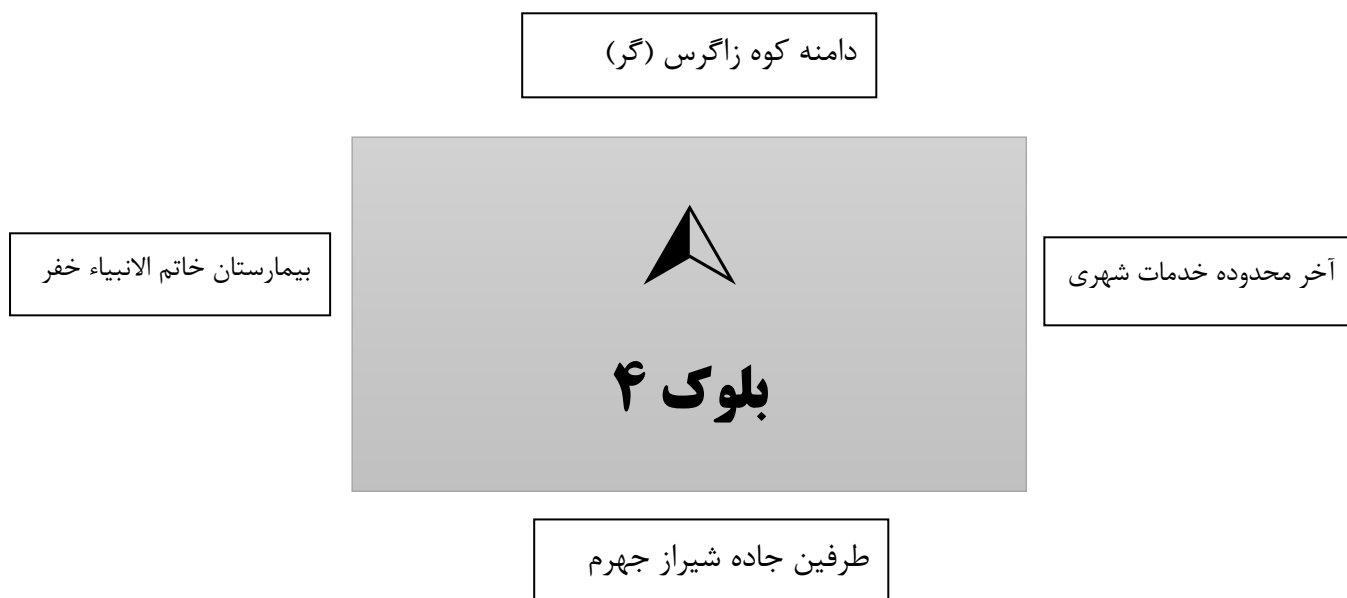 دامنه کوه زاگرس (گر)
آخر محدوده خدمات شهری
بیمارستان خاتم الانبیاء خفر
بلوک ۴
طرفین جاده شیراز جهرم